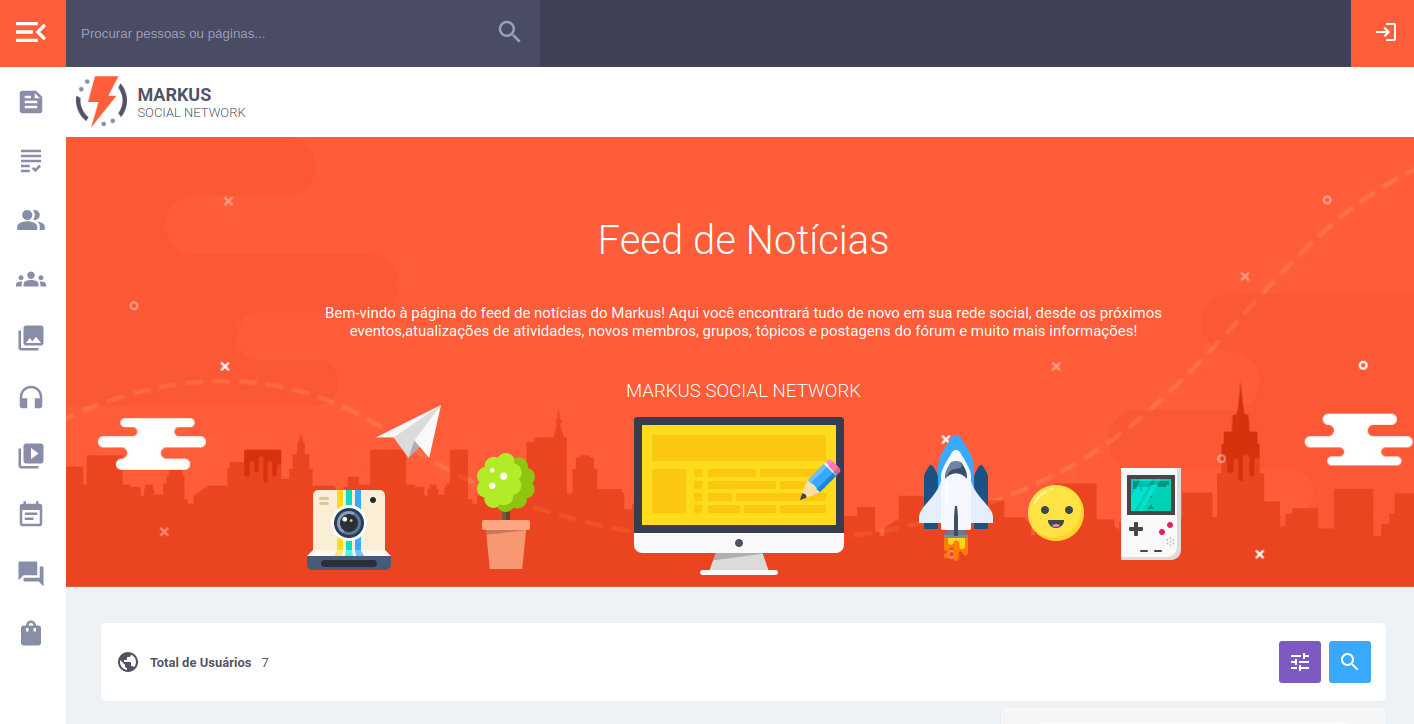 Procurar pessoas ou páginas...
MARKUS
SOCIAL NETWORK
Feed de Notícias
Bem-vindo à página do feed de notícias do Markus! Aqui você encontrará tudo de novo em sua rede social, desde os próximos
eventos,atualizações de atividades, novos membros, grupos, tópicos e postagens do fórum e muito mais informações!
MARKUS SOCIAL NETWORK
Total de Usuários 7